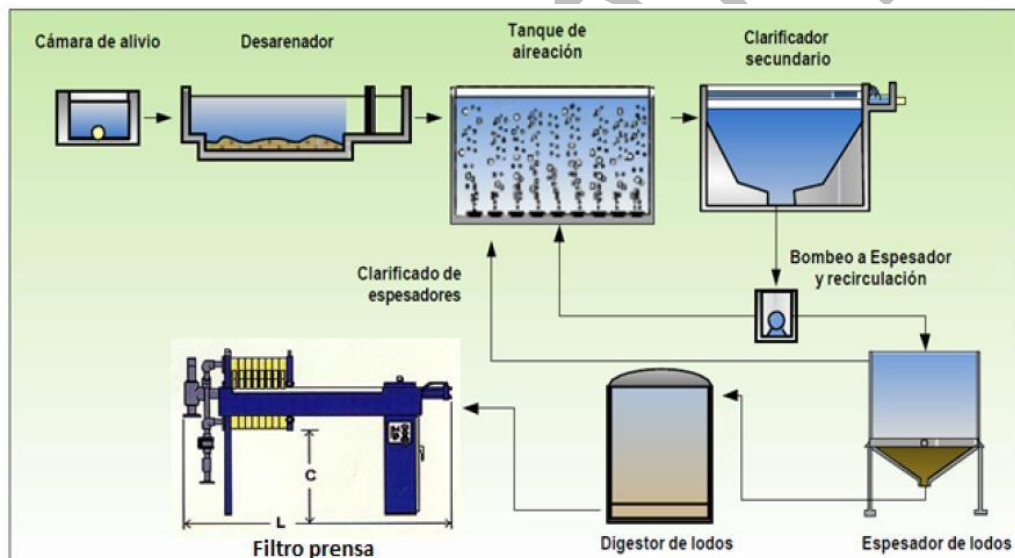 Cámara de alivio
Desarenador
Tanque de
aireación
Clarificador
secundario
Bombeo a Espesador
y recirculación
Clarificado de
espesadores
C
L
Filtro prensa
Digestor de lodos
Espesador de lodos